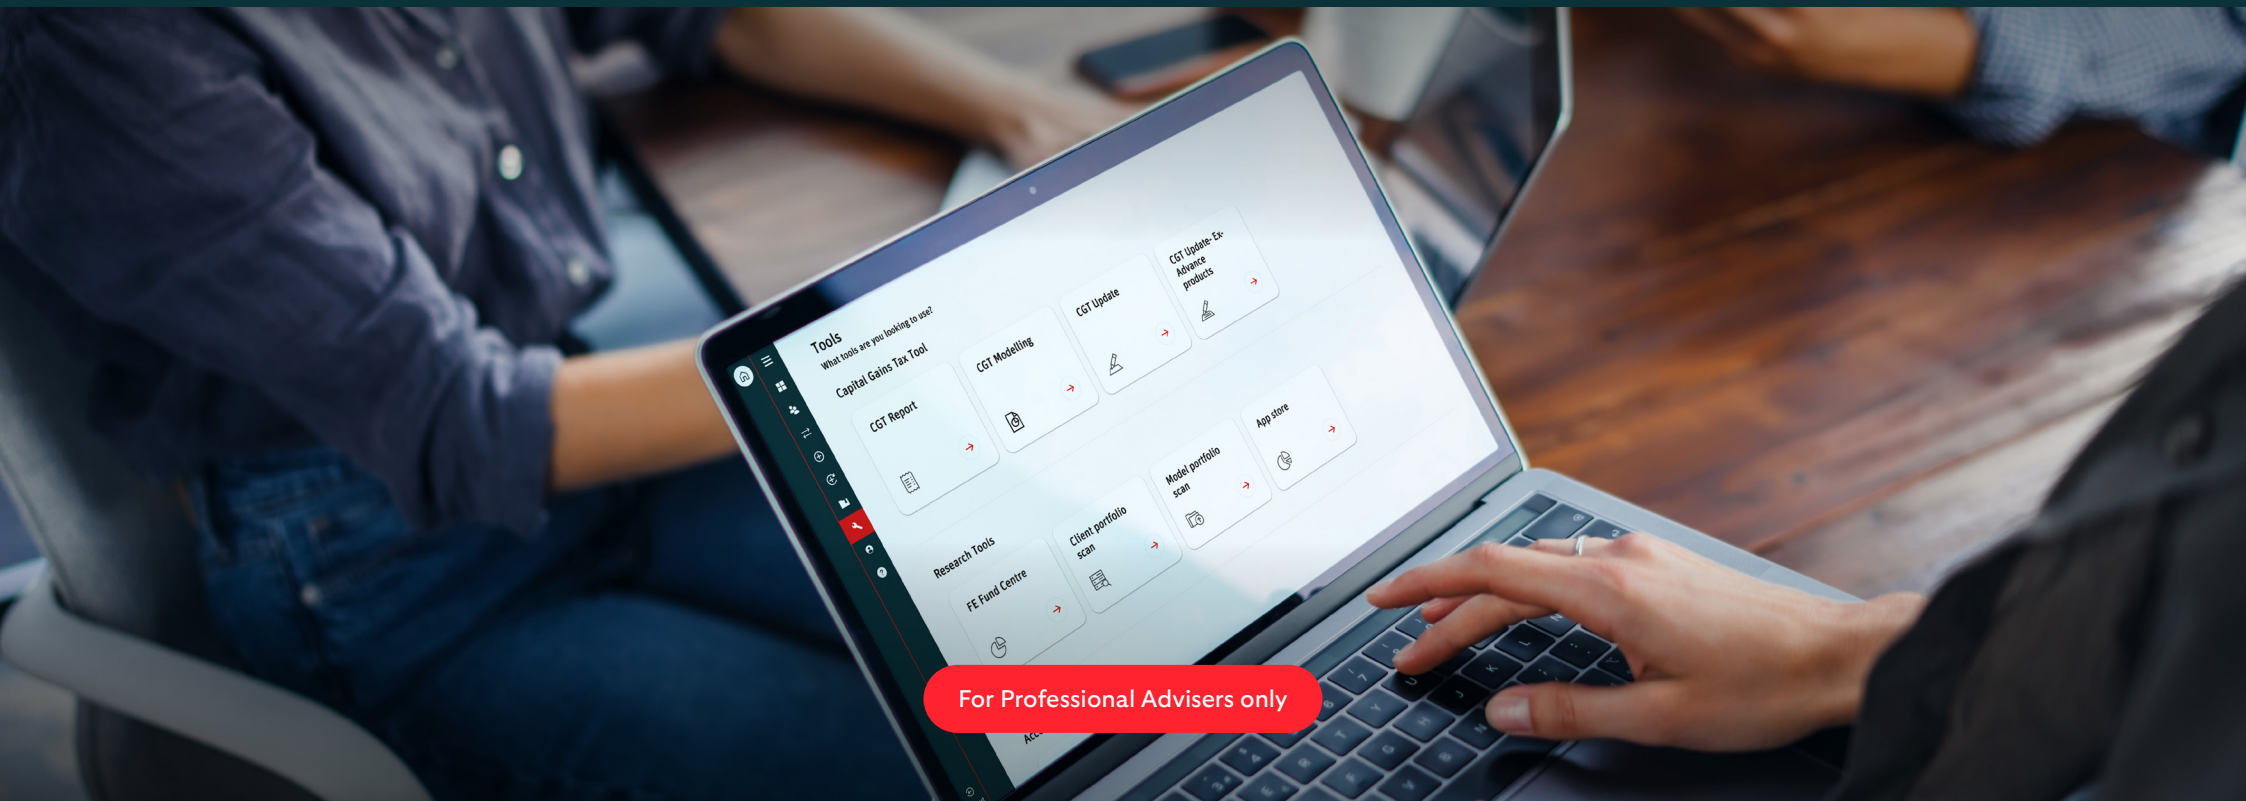 Tools
What tools are you looking to use?
Capital Gains Tax Tool
CGT Report
CGT Modelling
CGT Update
CGT Update- Ex-
Advance
products
Research Tools
FE Fund Centre
Client portfolio
scan
Model portfolio
scan
App store
For Professional Advisers only